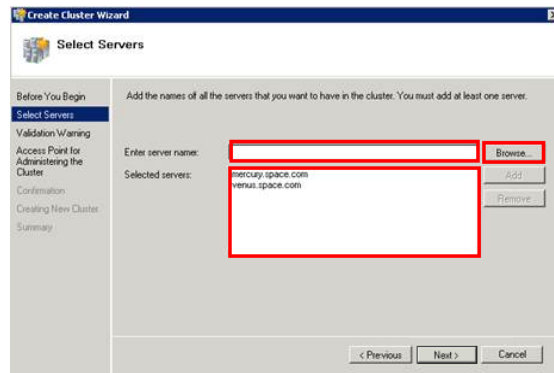 Create Cluster Wizard
Select Servers
Before You Begin
Select Servers
Validation Warning
Access Point for
Administering the
Cluster
Confirmation
Creating New Cluster
Summary
Add the names of all the servers that you want to have in the cluster. You must add at least one server.
Enter server name:
Browse...
Selected servers:
mercury.space.com
venus.space.com
Add
Remove
< Previous
Next >
Cancel